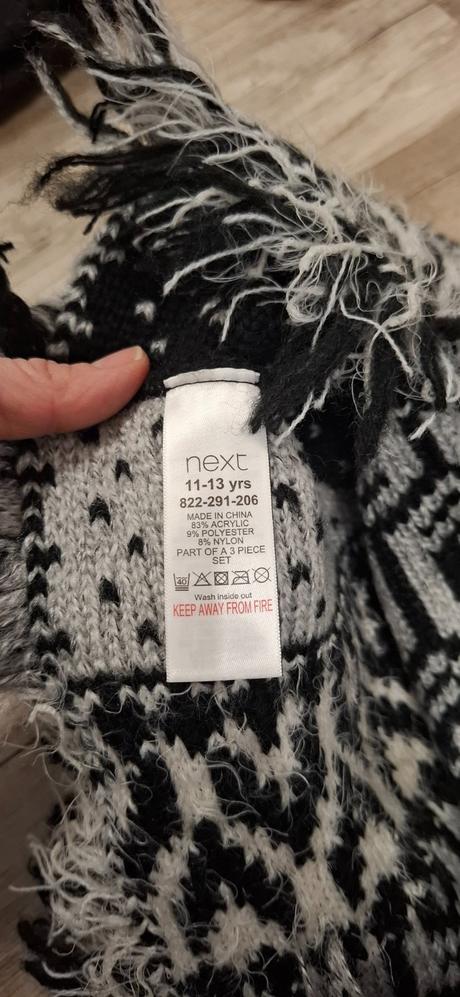 next
11-13 yrs
822-291-206
MADE IN CHINA
83% ACRYLIC
9% POLYESTER
8% NYLON
PART OF A 3 PIECE
SET
40
Wash inside out
KEEP AWAY FROM FIRE